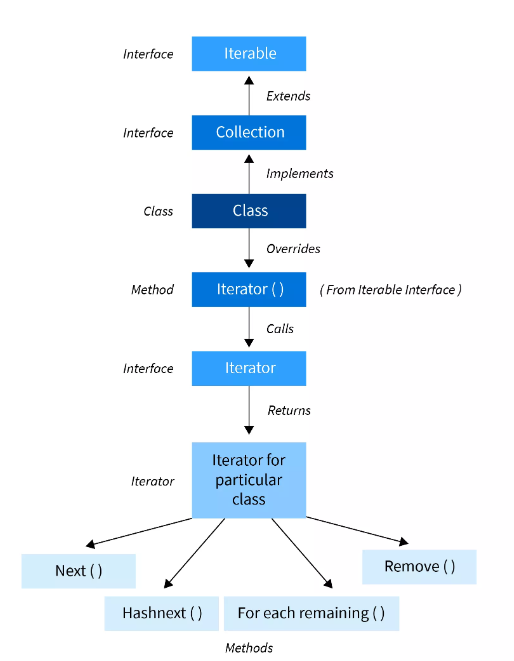 Interface Iterable
Extends
Interface Collection
Implements
Class Class
Overrides
Method Iterator ( ) ( From Iterable Interface )
Calls
Interface Iterator
Returns
Iterator for
particular
class
Iterator
Next ( )
Remove ( )
Hashnext ( )
For each remaining ( )
Methods